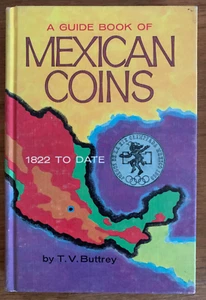 A GUIDE BOOK OF
MEXICAN
COINS
1822 TO DATE
by T. V. Buttrey